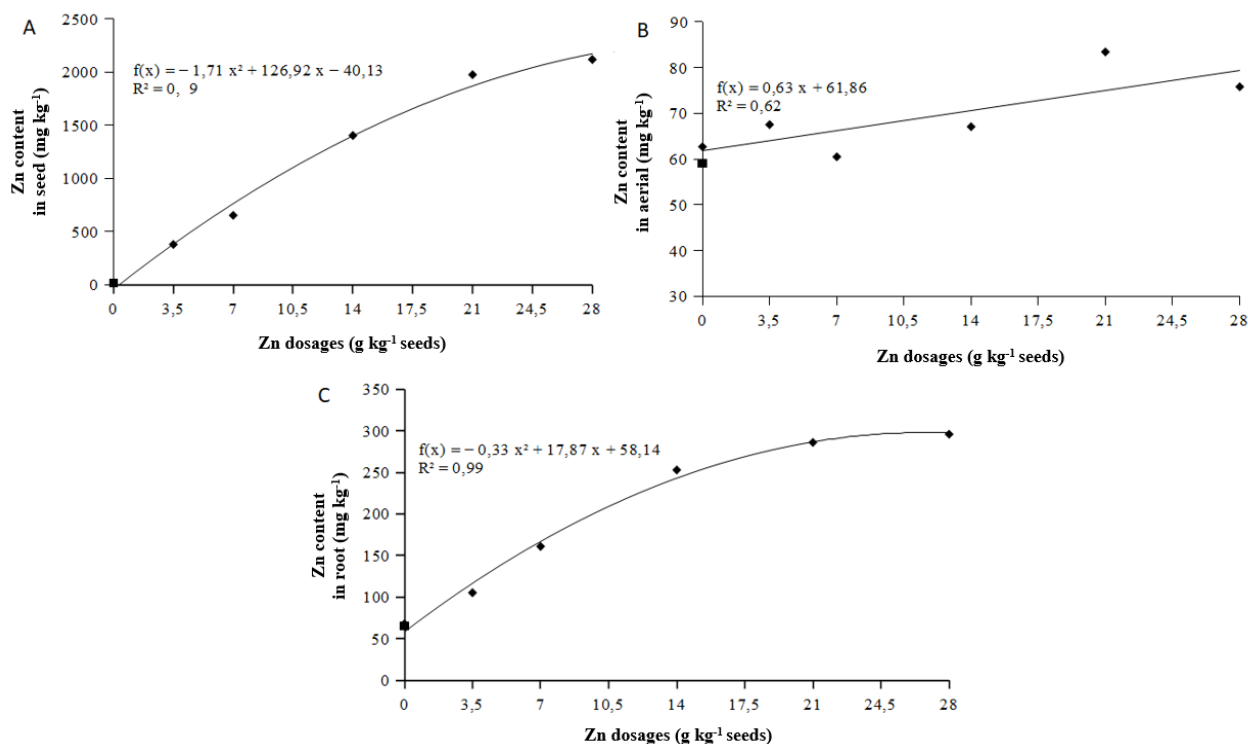 A
2500
2000
1500
1000
500
0
f(x) = − 1,71 x² + 126,92 x − 40,13
R² = 0, 9
Zn content
in seed (mg kg⁻¹)
0 3,5 7 10,5 14 17,5 21 24,5 28
Zn dosages (g kg⁻¹ seeds)
B
90
80
70
60
50
40
30
f(x) = 0,63 x + 61,86
R² = 0,62
Zn content
in aerial (mg kg⁻¹)
0 3,5 7 10,5 14 17,5 21 24,5 28
Zn dosages (g kg⁻¹ seeds)
C
350
300
250
200
150
100
50
0
f(x) = − 0,33 x² + 17,87 x + 58,14
R² = 0,99
Zn content
in root (mg kg⁻¹)
0 3,5 7 10,5 14 17,5 21 24,5 28
Zn dosages (g kg⁻¹ seeds)